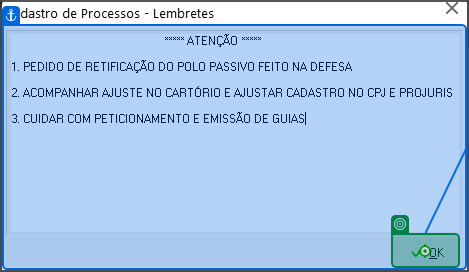 dastro de Processos - Lembretes
***** ATENÇÃO *****
1. PEDIDO DE RETIFICAÇÃO DO POLO PASSIVO FEITO NA DEFESA
2. ACOMPANHAR AJUSTE NO CARTÓRIO E AJUSTAR CADASTRO NO CPJ E PROJURIS
3. CUIDAR COM PETICIONAMENTO E EMISSÃO DE GUIAS
OK